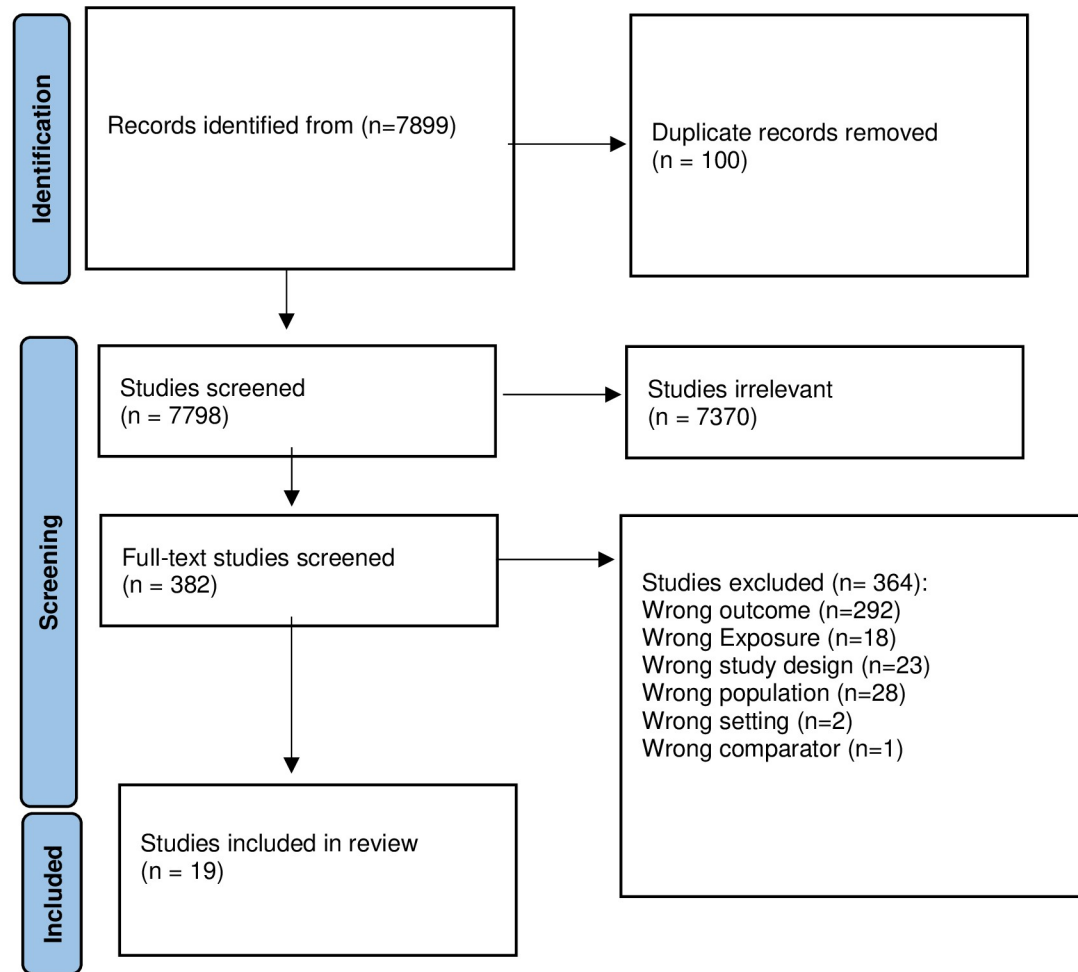 Identification
Records identified from (n=7899)
Duplicate records removed
(n = 100)
Screening
Studies screened
(n = 7798)
Studies irrelevant
(n = 7370)
Full-text studies screened
(n = 382)
Studies excluded (n= 364):
Wrong outcome (n=292)
Wrong Exposure (n=18)
Wrong study design (n=23)
Wrong population (n=28)
Wrong setting (n=2)
Wrong comparator (n=1)
Included
Studies included in review
(n = 19)